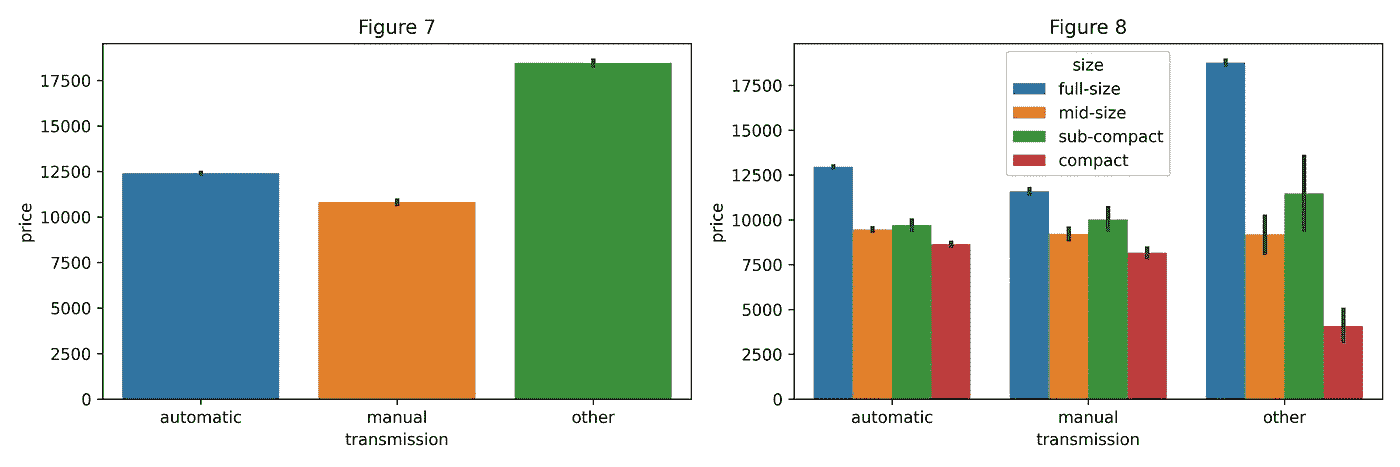 Figure 7
17500
15000
12500
10000
7500
5000
2500
0
price
automatic
manual
other
transmission
Figure 8
17500
15000
12500
10000
7500
5000
2500
0
price
size
full-size
mid-size
sub-compact
compact
automatic
manual
other
transmission